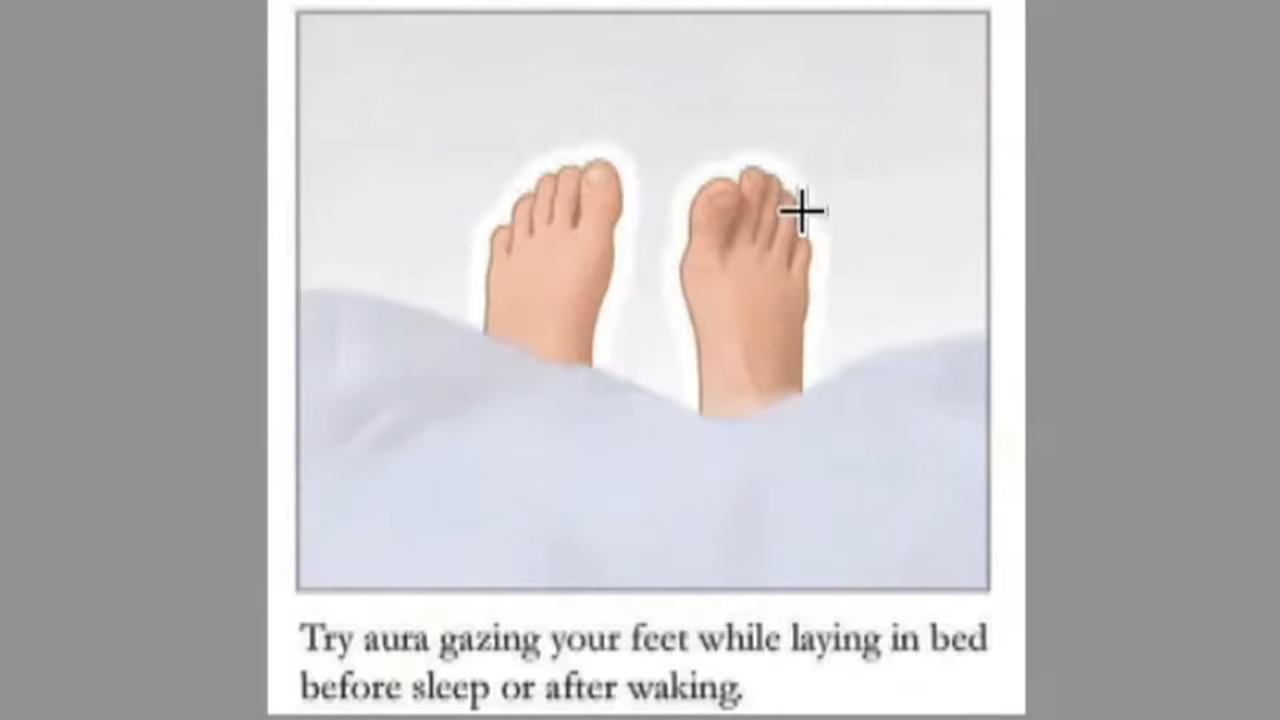 Try aura gazing your feet while laying in bed
before sleep or after waking.